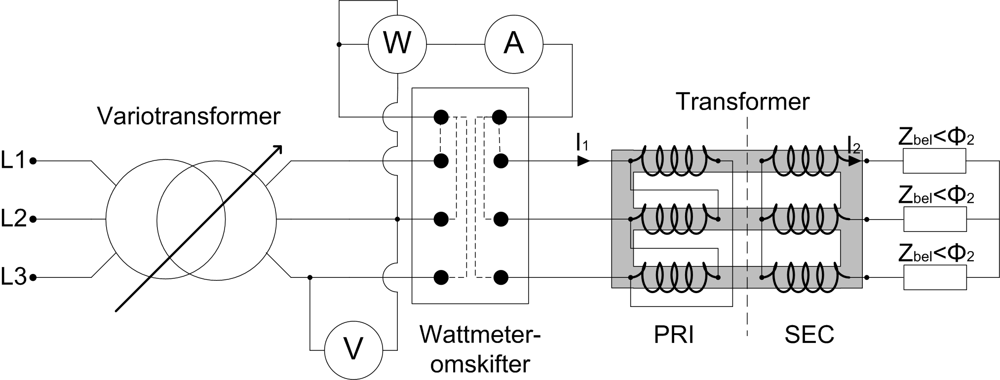 W
A
Transformer
Variotransformer
I1
I2
Zbel<Φ2
L1
Zbel<Φ2
L2
Zbel<Φ2
L3
Wattmeter-
omskifter
PRI
SEC
V